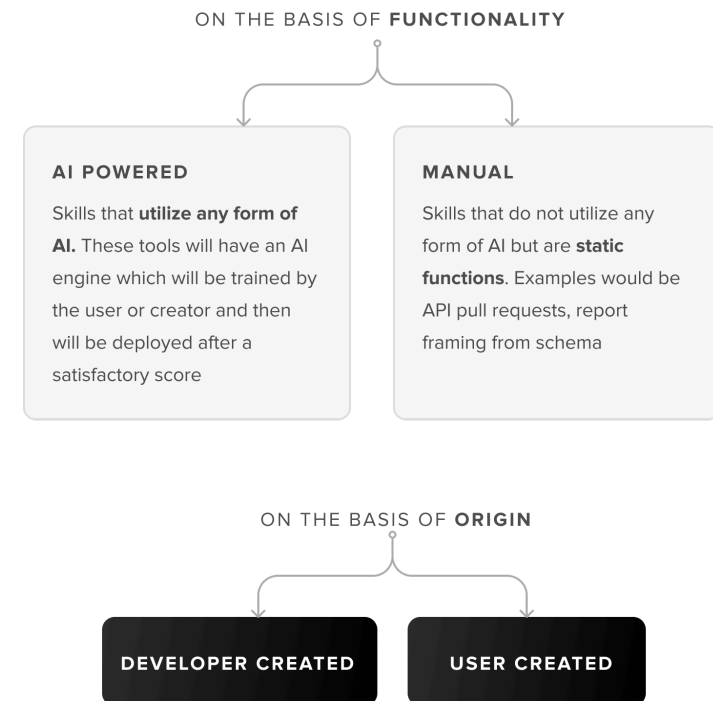 ON THE BASIS OF FUNCTIONALITY
AI POWERED
Skills that utilize any form of
AI. These tools will have an AI
engine which will be trained by
the user or creator and then
will be deployed after a
satisfactory score
MANUAL
Skills that do not utilize any
form of AI but are static
functions. Examples would be
API pull requests, report
framing from schema
ON THE BASIS OF ORIGIN
DEVELOPER CREATED
USER CREATED